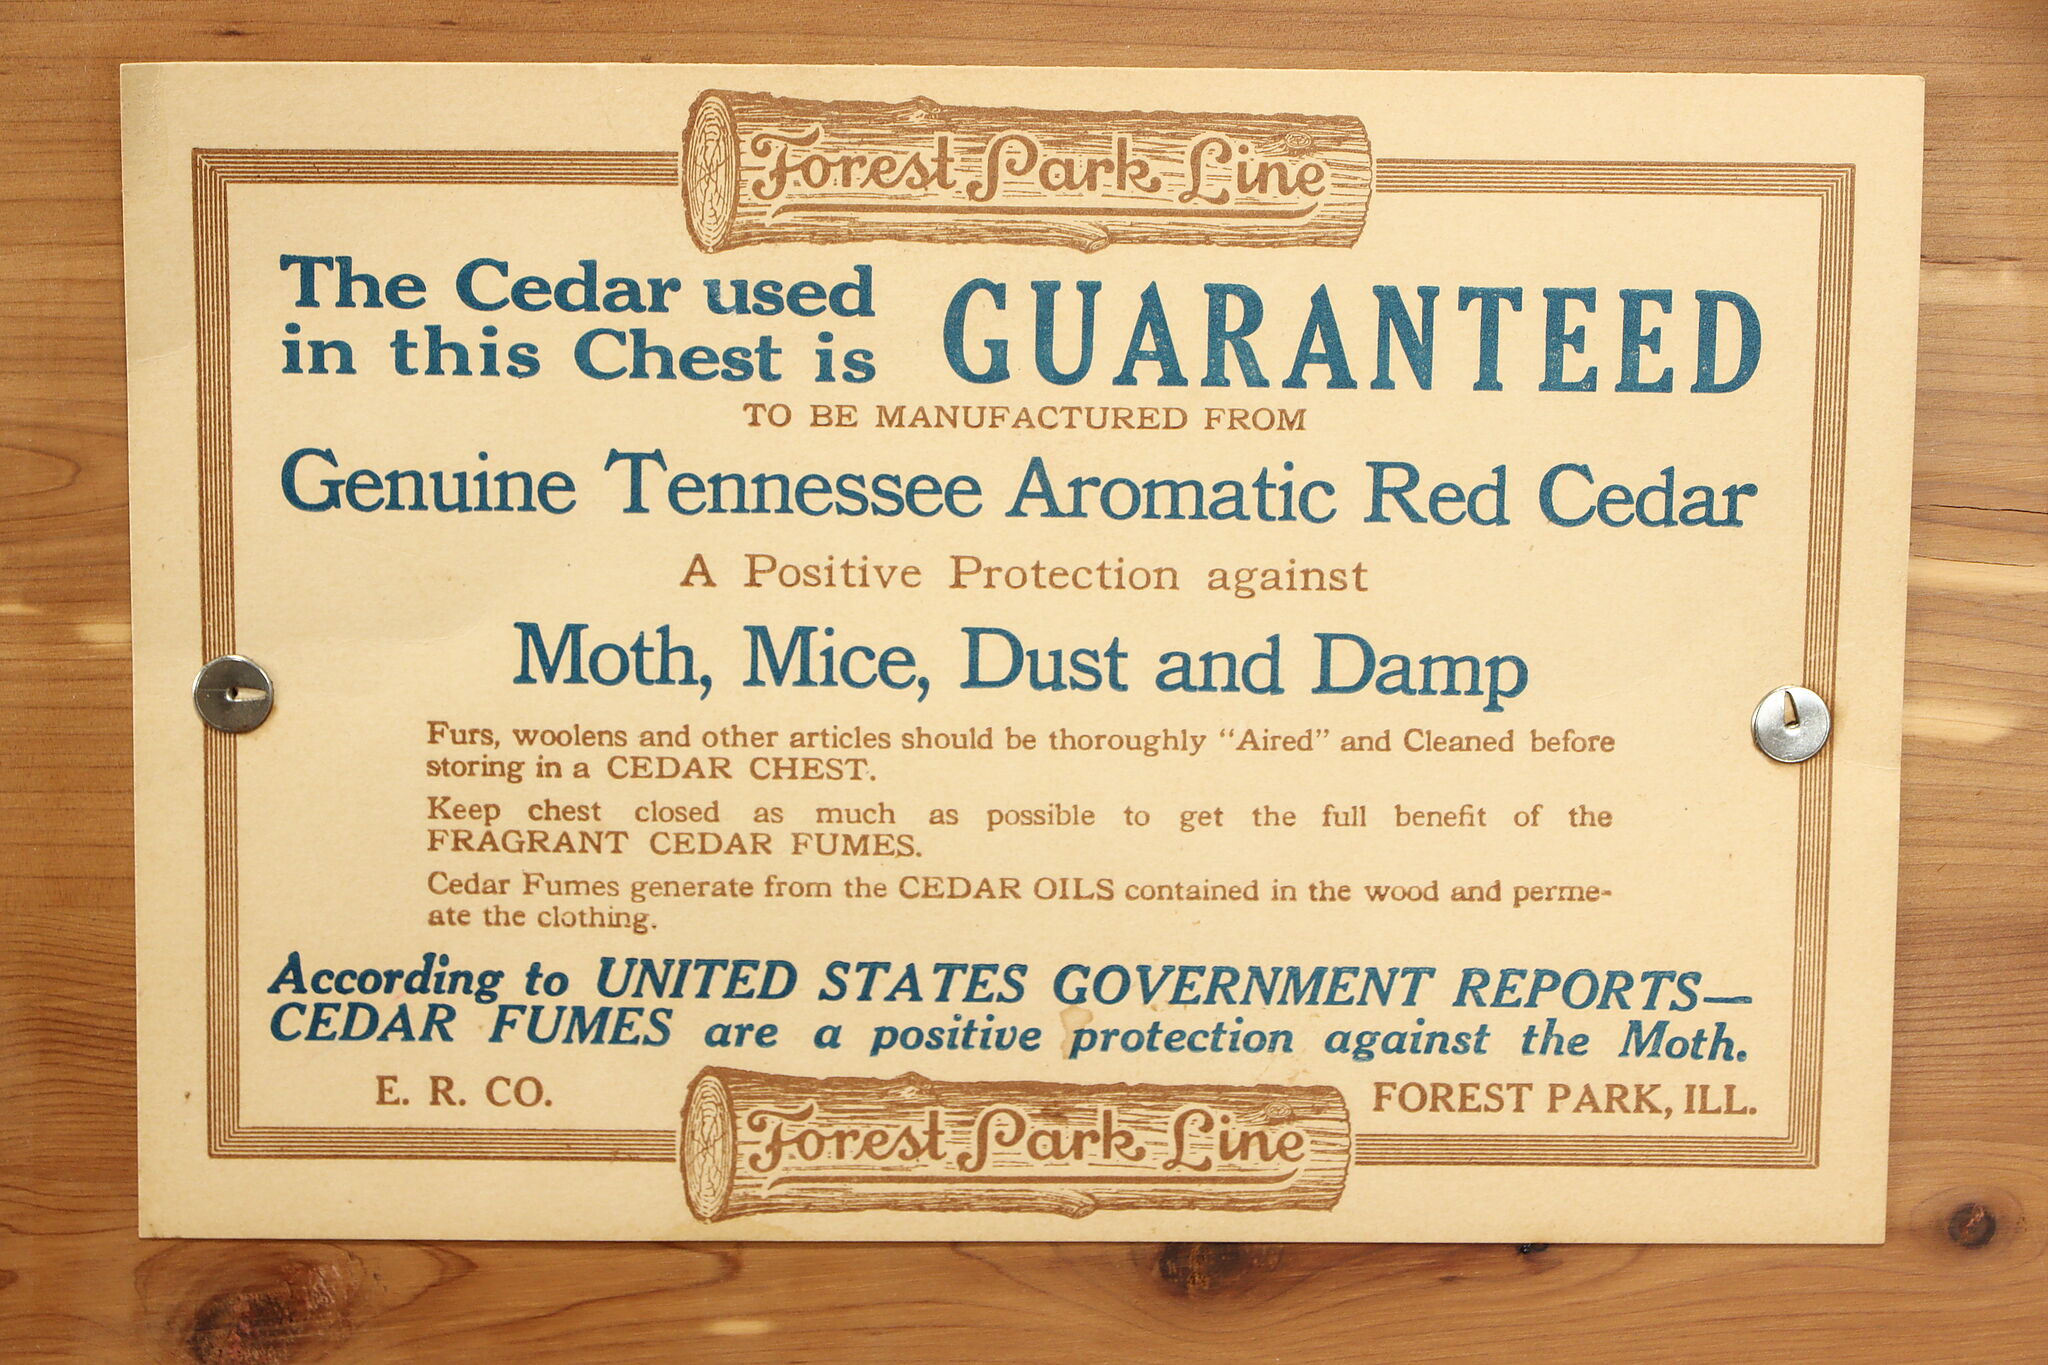 Forest Park Line
The Cedar used
in this Chest is
GUARANTEED
TO BE MANUFACTURED FROM
Genuine Tennessee Aromatic Red Cedar
A Positive Protection against
Moth, Mice, Dust and Damp
Furs, woolens and other articles should be thoroughly "Aired" and Cleaned before
storing in a CEDAR CHEST.
Keep chest closed as much as possible to get the full benefit of the
FRAGRANT CEDAR FUMES.
Cedar Fumes generate from the CEDAR OILS contained in the wood and perme-
ate the clothing.
According to UNITED STATES GOVERNMENT REPORTS—
CEDAR FUMES are a positive protection against the Moth.
E. R. CO.
FOREST PARK, ILL.
Forest Park Line